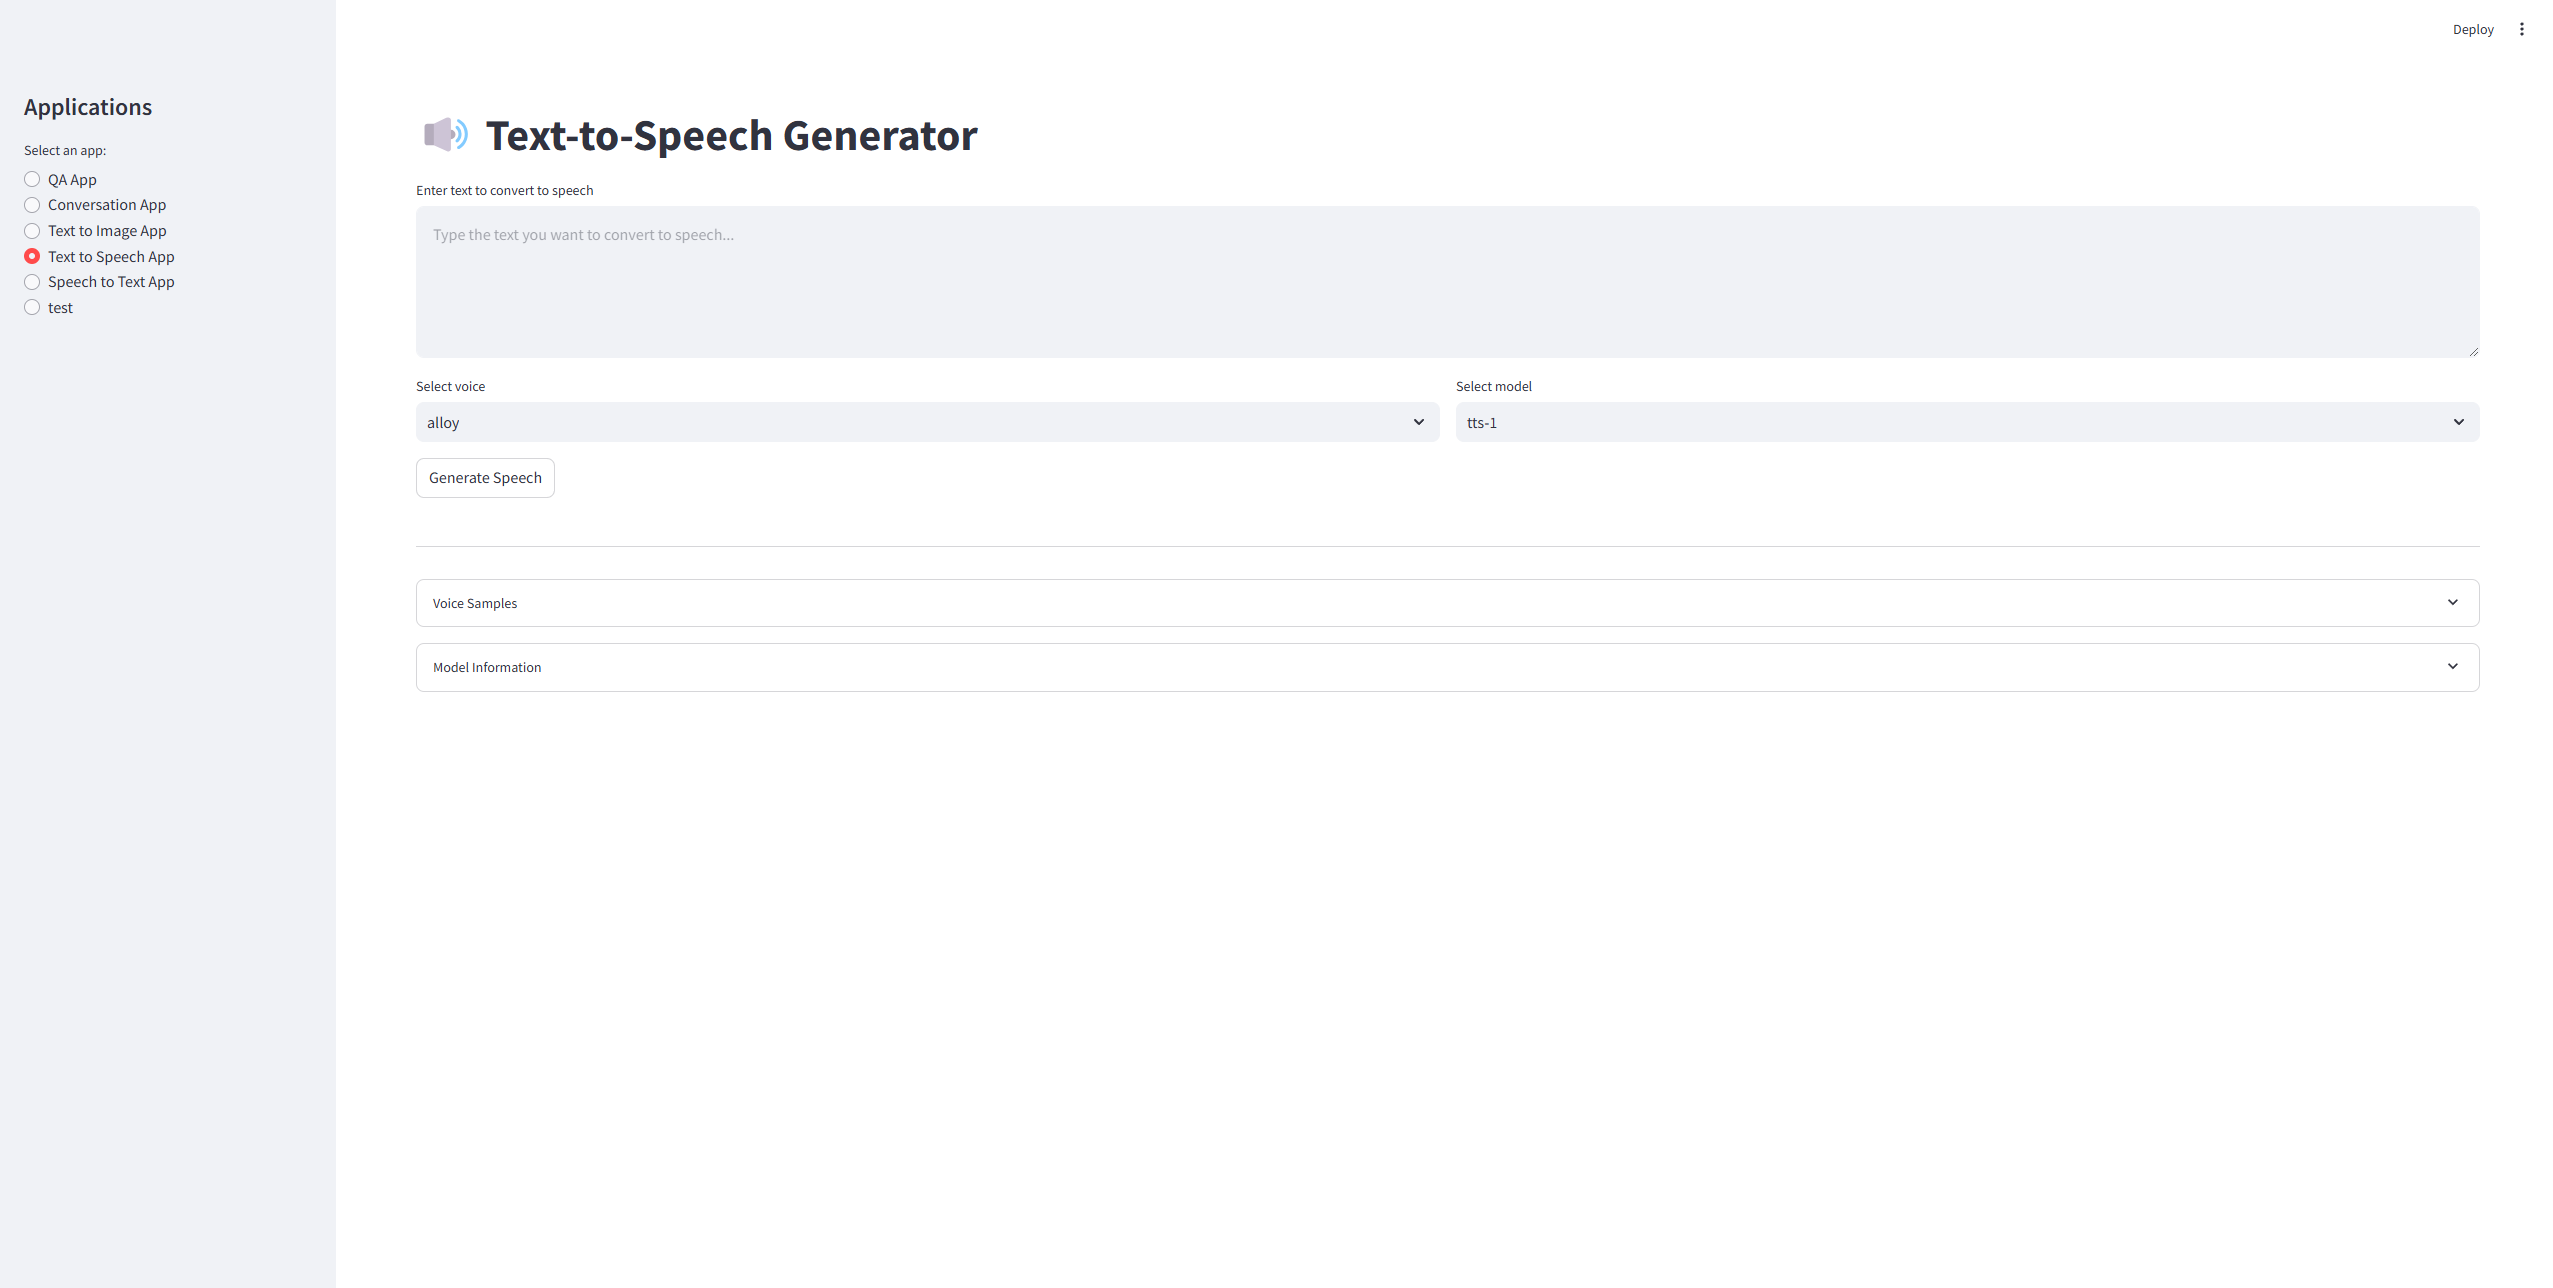 Deploy
Applications
Select an app:
QA App
Conversation App
Text to Image App
Text to Speech App
Speech to Text App
test
Text-to-Speech Generator
Enter text to convert to speech
Type the text you want to convert to speech...
Select voice
alloy
Select model
tts-1
Generate Speech
Voice Samples
Model Information